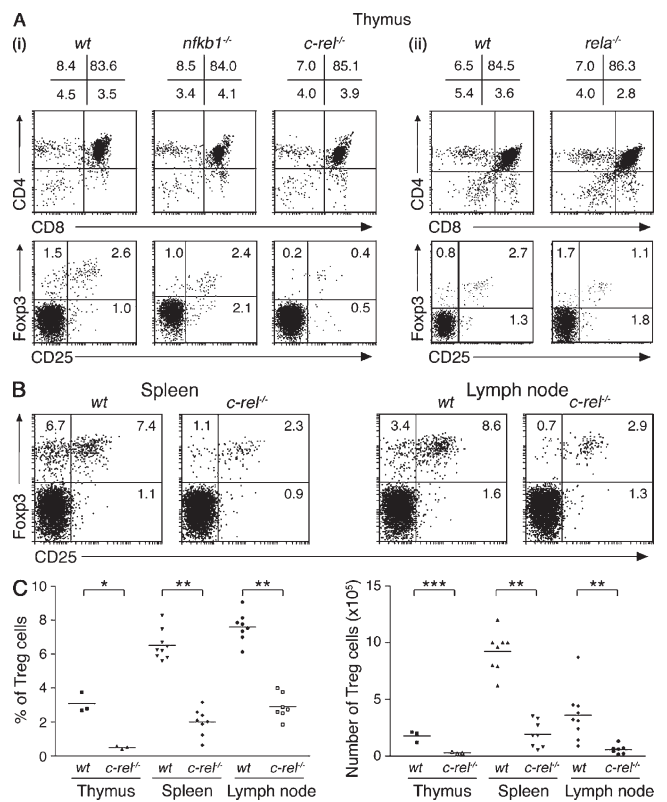 A Thymus
(i) (ii)
wt nfkb1-/- c-rel-/- wt rela-/-
8.4 83.6 8.5 84.0 7.0 85.1 6.5 84.5 7.0 86.3
4.5 3.5 3.4 4.1 4.0 3.9 5.4 3.6 4.0 2.8
CD4 CD4
CD8 CD8
1.5 2.6 1.0 2.4 0.2 0.4 0.8 2.7 1.7 1.1
1.0 2.1 0.5 1.3 1.8
Foxp3 Foxp3
CD25 CD25
B Spleen Lymph node
wt c-rel-/- wt c-rel-/-
6.7 7.4 1.1 2.3 3.4 8.6 0.7 2.9
1.1 0.9 1.6 1.3
Foxp3
CD25
C
% of Treg cells
10
8
6
4
2
0
* ** **
wt c-rel-/- wt c-rel-/- wt c-rel-/-
Thymus Spleen Lymph node
Number of Treg cells (x10⁵)
15
10
5
0
*** ** **
wt c-rel-/- wt c-rel-/- wt c-rel-/-
Thymus Spleen Lymph node